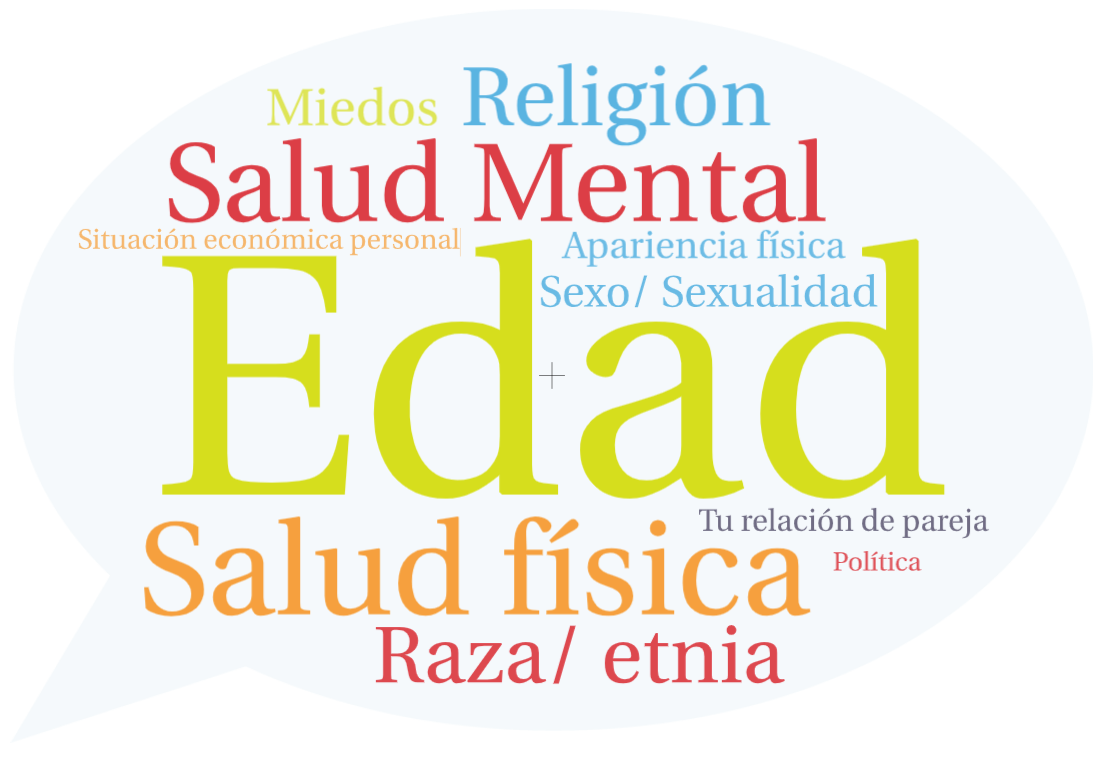 Miedos
Religión
Salud Mental
Situación económica personal
Apariencia física
Sexo/ Sexualidad
Edad
Tu relación de pareja
Salud física
Política
Raza/ etnia